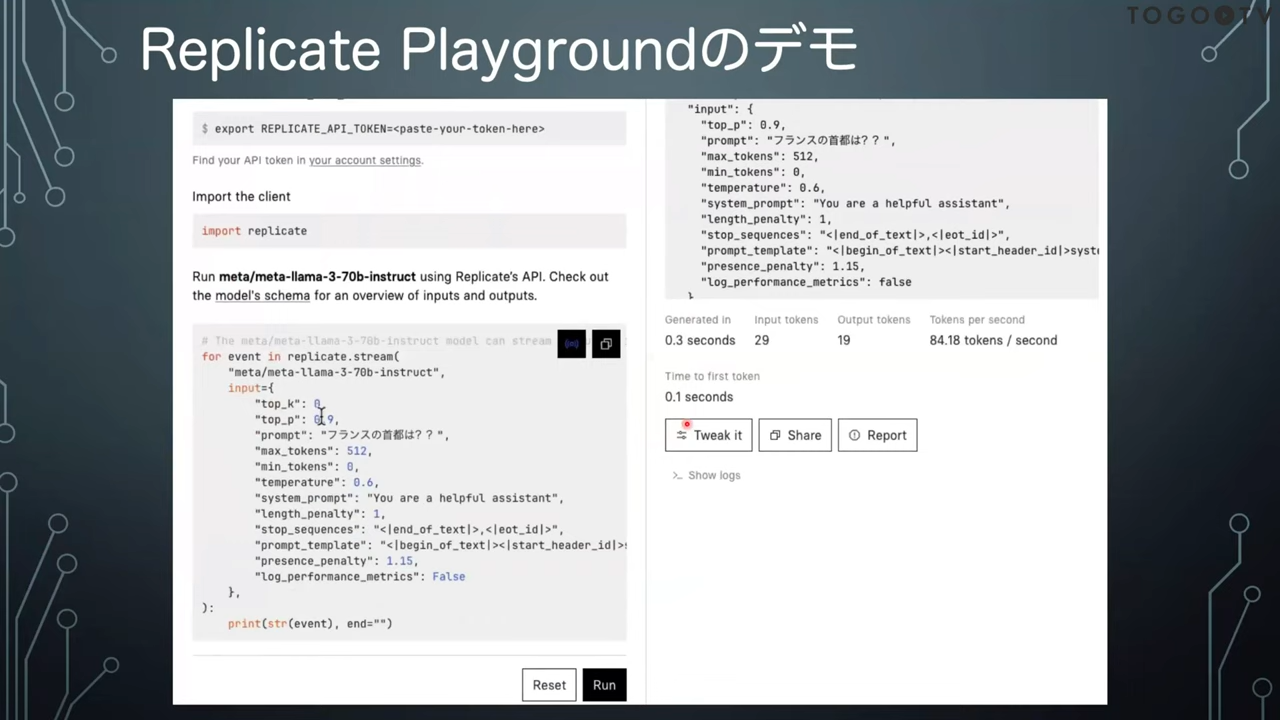 TOGOTV
Replicate Playgroundのデモ
$ export REPLICATE_API_TOKEN=<paste-your-token-here>
Find your API token in your account settings.
Import the client
import replicate
Run meta/meta-llama-3-70b-instruct using Replicate's API. Check out
the model's schema for an overview of inputs and outputs.
# The meta/meta-llama-3-70b-instruct model can stream
for event in replicate.stream(
"meta/meta-llama-3-70b-instruct",
input={
"top_k": 0,
"top_p": 0.9,
"prompt": "フランスの首都は？？",
"max_tokens": 512,
"min_tokens": 0,
"temperature": 0.6,
"system_prompt": "You are a helpful assistant",
"length_penalty": 1,
"stop_sequences": "<|end_of_text|>,<|eot_id|>",
"prompt_template": "<|begin_of_text|><|start_header_id|>s
"presence_penalty": 1.15,
"log_performance_metrics": False
},
):
print(str(event), end="")
Reset
Run
"input": {
"top_p": 0.9,
"prompt": "フランスの首都は？？",
"max_tokens": 512,
"min_tokens": 0,
"temperature": 0.6,
"system_prompt": "You are a helpful assistant",
"length_penalty": 1,
"stop_sequences": "<|end_of_text|>,<|eot_id|>",
"prompt_template": "<|begin_of_text|><|start_header_id|>syste
"presence_penalty": 1.15,
"log_performance_metrics": false
}
Generated in Input tokens Output tokens Tokens per second
0.3 seconds 29 19 84.18 tokens / second
Time to first token
0.1 seconds
Tweak it
Share
Report
>_ Show logs